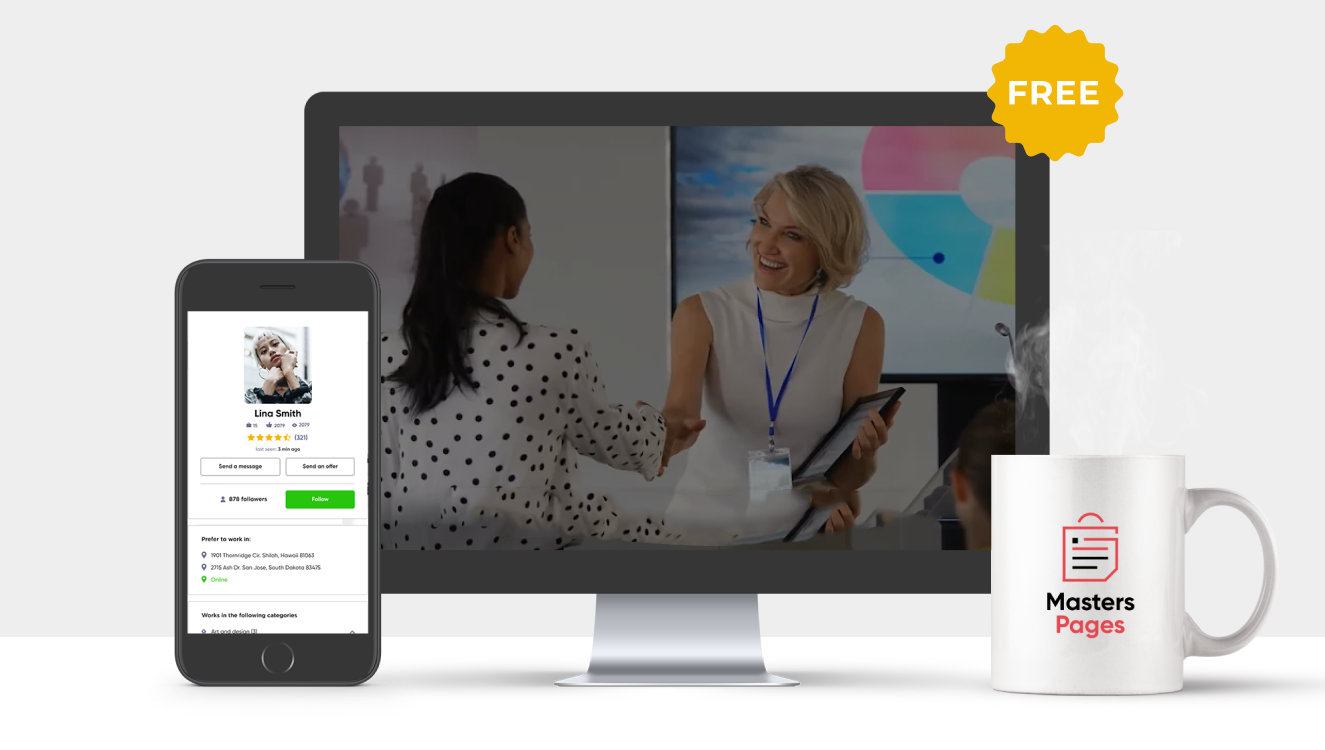 FREE
Lina Smith
15 2079 3079
(321)
last seen: 3 min ago
Send a message Send an offer
878 followers Follow
Prefer to work in:
1901 Thornridge Cir. Shiloh, Hawaii 81063
2715 Ash Dr. San Jose, South Dakota 83475
Online
Works in the following categories
Art and design (3)
Masters
Pages